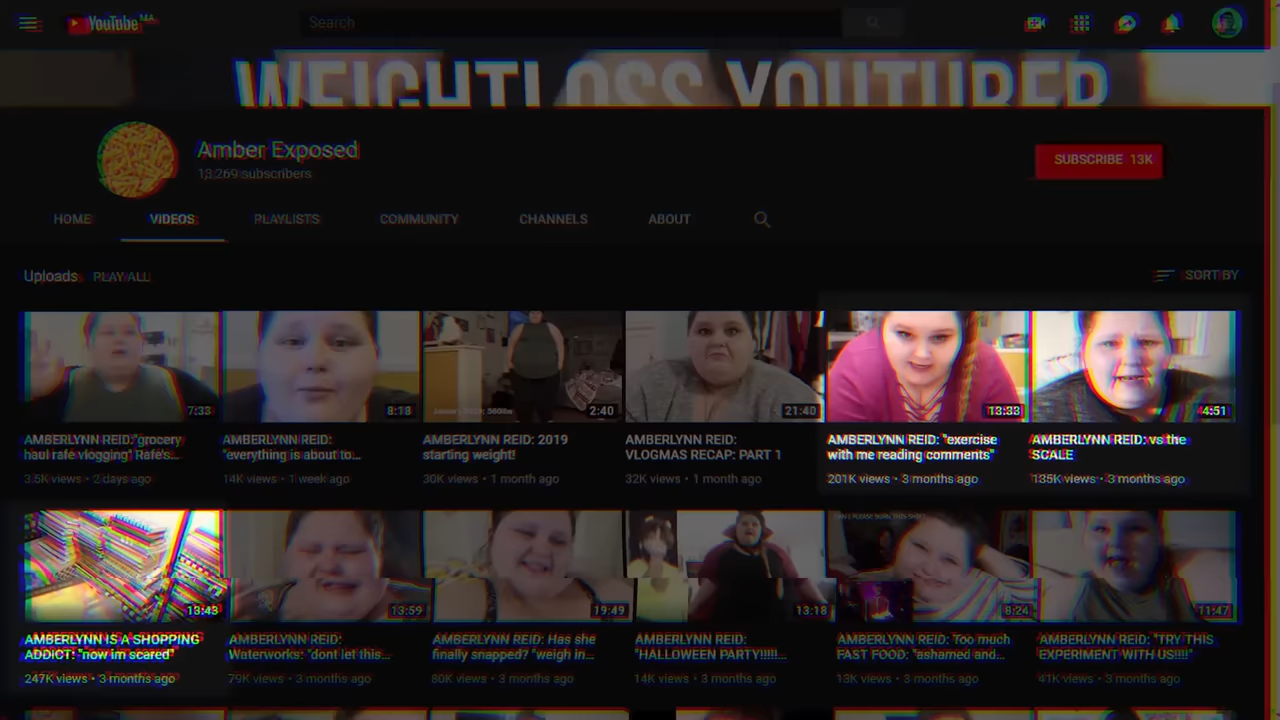 YouTube MA
Search
WEIGHTLOSS YOUTUBER
Amber Exposed
13,269 subscribers
SUBSCRIBE 13K
HOME VIDEOS PLAYLISTS COMMUNITY CHANNELS ABOUT
Uploads PLAY ALL SORT BY
7:33 8:18 2:40 21:40 13:33 4:51
AMBERLYNN REID:"grocery
haul rafe vlogging" Rafe's...
3.5K views • 2 days ago
AMBERLYNN REID:
"everything is about to...
14K views • 1 week ago
AMBERLYNN REID: 2019
starting weight!
30K views • 1 month ago
AMBERLYNN REID:
VLOGMAS RECAP: PART 1
32K views • 1 month ago
AMBERLYNN REID: "exercise
with me reading comments"
201K views • 3 months ago
AMBERLYNN REID: vs the
SCALE
135K views • 3 months ago
13:43 13:59 19:49 13:18 8:24 11:47
AMBERLYNN IS A SHOPPING
ADDICT: "now im scared"
247K views • 3 months ago
AMBERLYNN REID:
Waterworks: "dont let this...
79K views • 3 months ago
AMBERLYNN REID: Has she
finally snapped? "weigh in...
80K views • 3 months ago
AMBERLYNN REID:
"HALLOWEEN PARTY!!!!!...
14K views • 3 months ago
AMBERLYNN REID: "Too much
FAST FOOD: "ashamed and...
13K views • 3 months ago
AMBERLYNN REID: "TRY THIS
EXPERIMENT WITH US!!!!"
41K views • 3 months ago